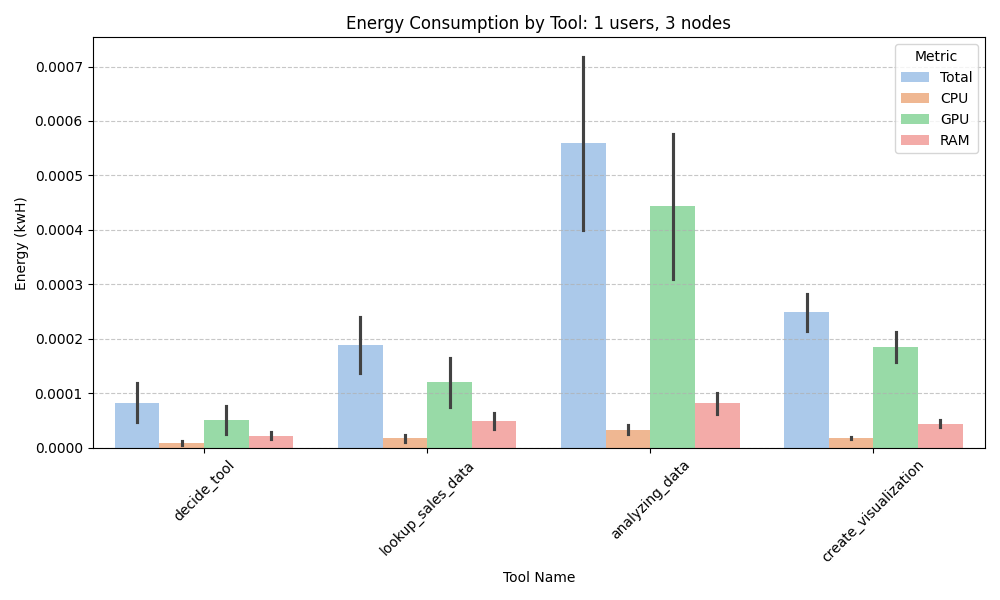 Energy Consumption by Tool: 1 users, 3 nodes
Metric
Total
CPU
GPU
RAM
Energy (kwH)
0.0007
0.0006
0.0005
0.0004
0.0003
0.0002
0.0001
0.0000
decide_tool
lookup_sales_data
analyzing_data
create_visualization
Tool Name